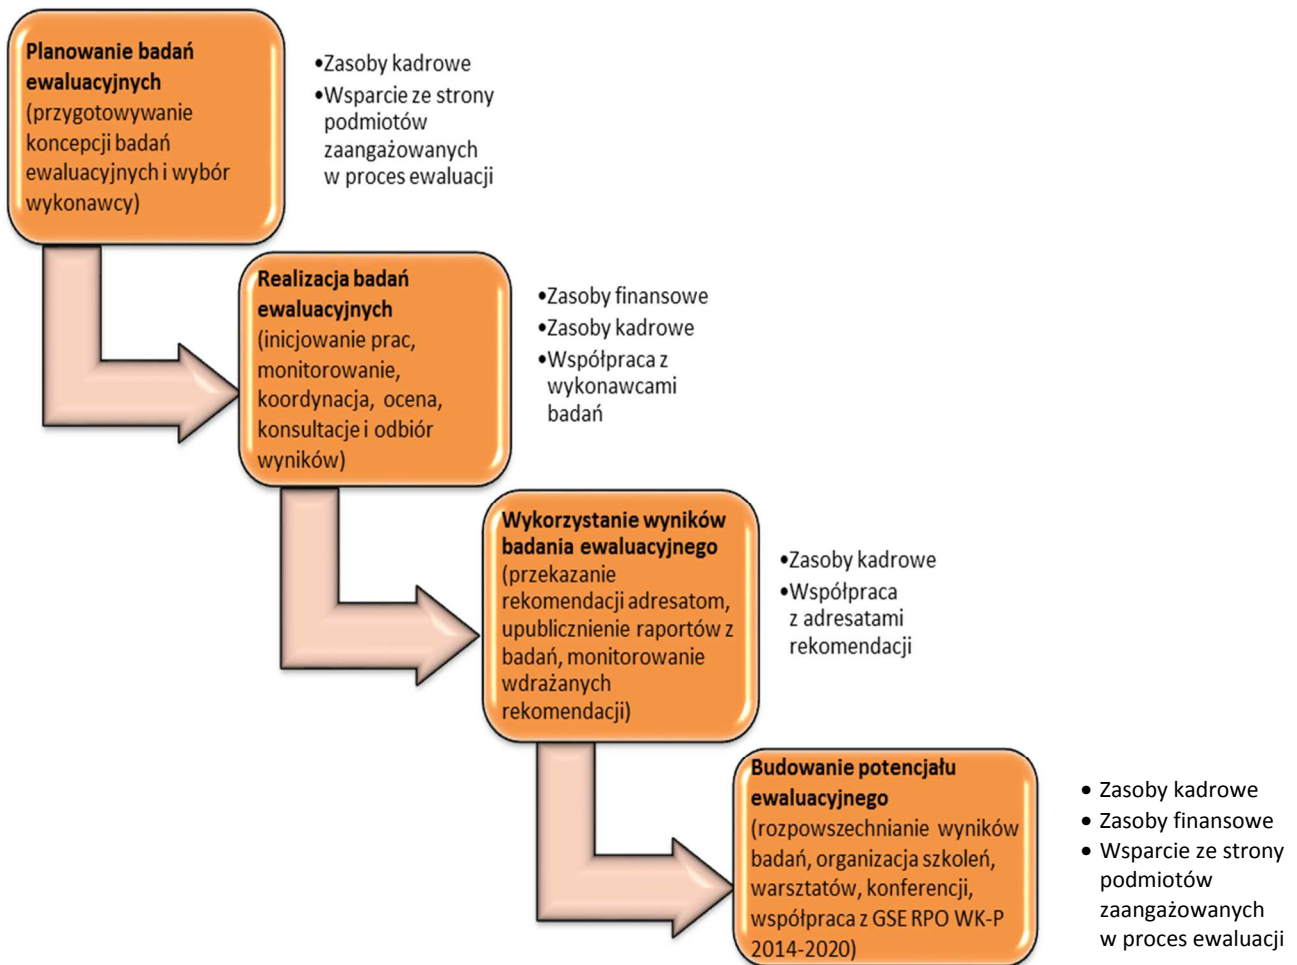 Planowanie badań
ewaluacyjnych
(przygotowywanie
koncepcji badań
ewaluacyjnych i wybór
wykonawcy)
•Zasoby kadrowe
•Wsparcie ze strony
podmiotów
zaangażowanych
w proces ewaluacji
Realizacja badań
ewaluacyjnych
(inicjowanie prac,
monitorowanie,
koordynacja, ocena,
konsultacje i odbiór
wyników)
•Zasoby finansowe
•Zasoby kadrowe
•Współpraca z
wykonawcami
badań
Wykorzystanie wyników
badania ewaluacyjnego
(przekazanie
rekomendacji adresatom,
upublicznienie raportów z
badań, monitorowanie
wdrażanych
rekomendacji)
•Zasoby kadrowe
•Współpraca
z adresatami
rekomendacji
Budowanie potencjału
ewaluacyjnego
(rozpowszechnianie wyników
badań, organizacja szkoleń,
warsztatów, konferencji,
współpraca z GSE RPO WK-P
2014-2020)
• Zasoby kadrowe
• Zasoby finansowe
• Wsparcie ze strony
podmiotów
zaangażowanych
w proces ewaluacji